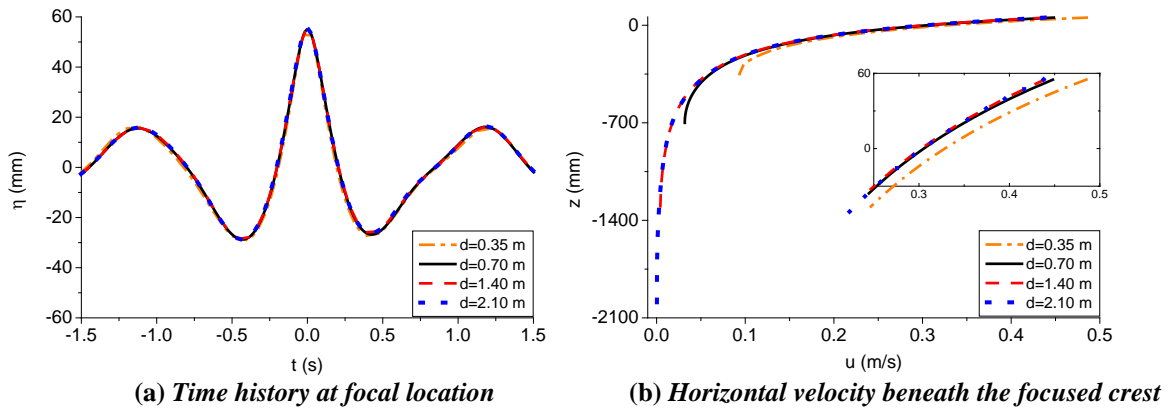 60
40
20
0
-20
-40
-60
η (mm)
-1.5
-1.0
-0.5
0.0
0.5
1.0
1.5
t (s)
d=0.35 m
d=0.70 m
d=1.40 m
d=2.10 m
(a) Time history at focal location
0
-700
-1400
-2100
z (mm)
0.0
0.1
0.2
0.3
0.4
0.5
u (m/s)
60
0
0.3
0.4
0.5
d=0.35 m
d=0.70 m
d=1.40 m
d=2.10 m
(b) Horizontal velocity beneath the focused crest